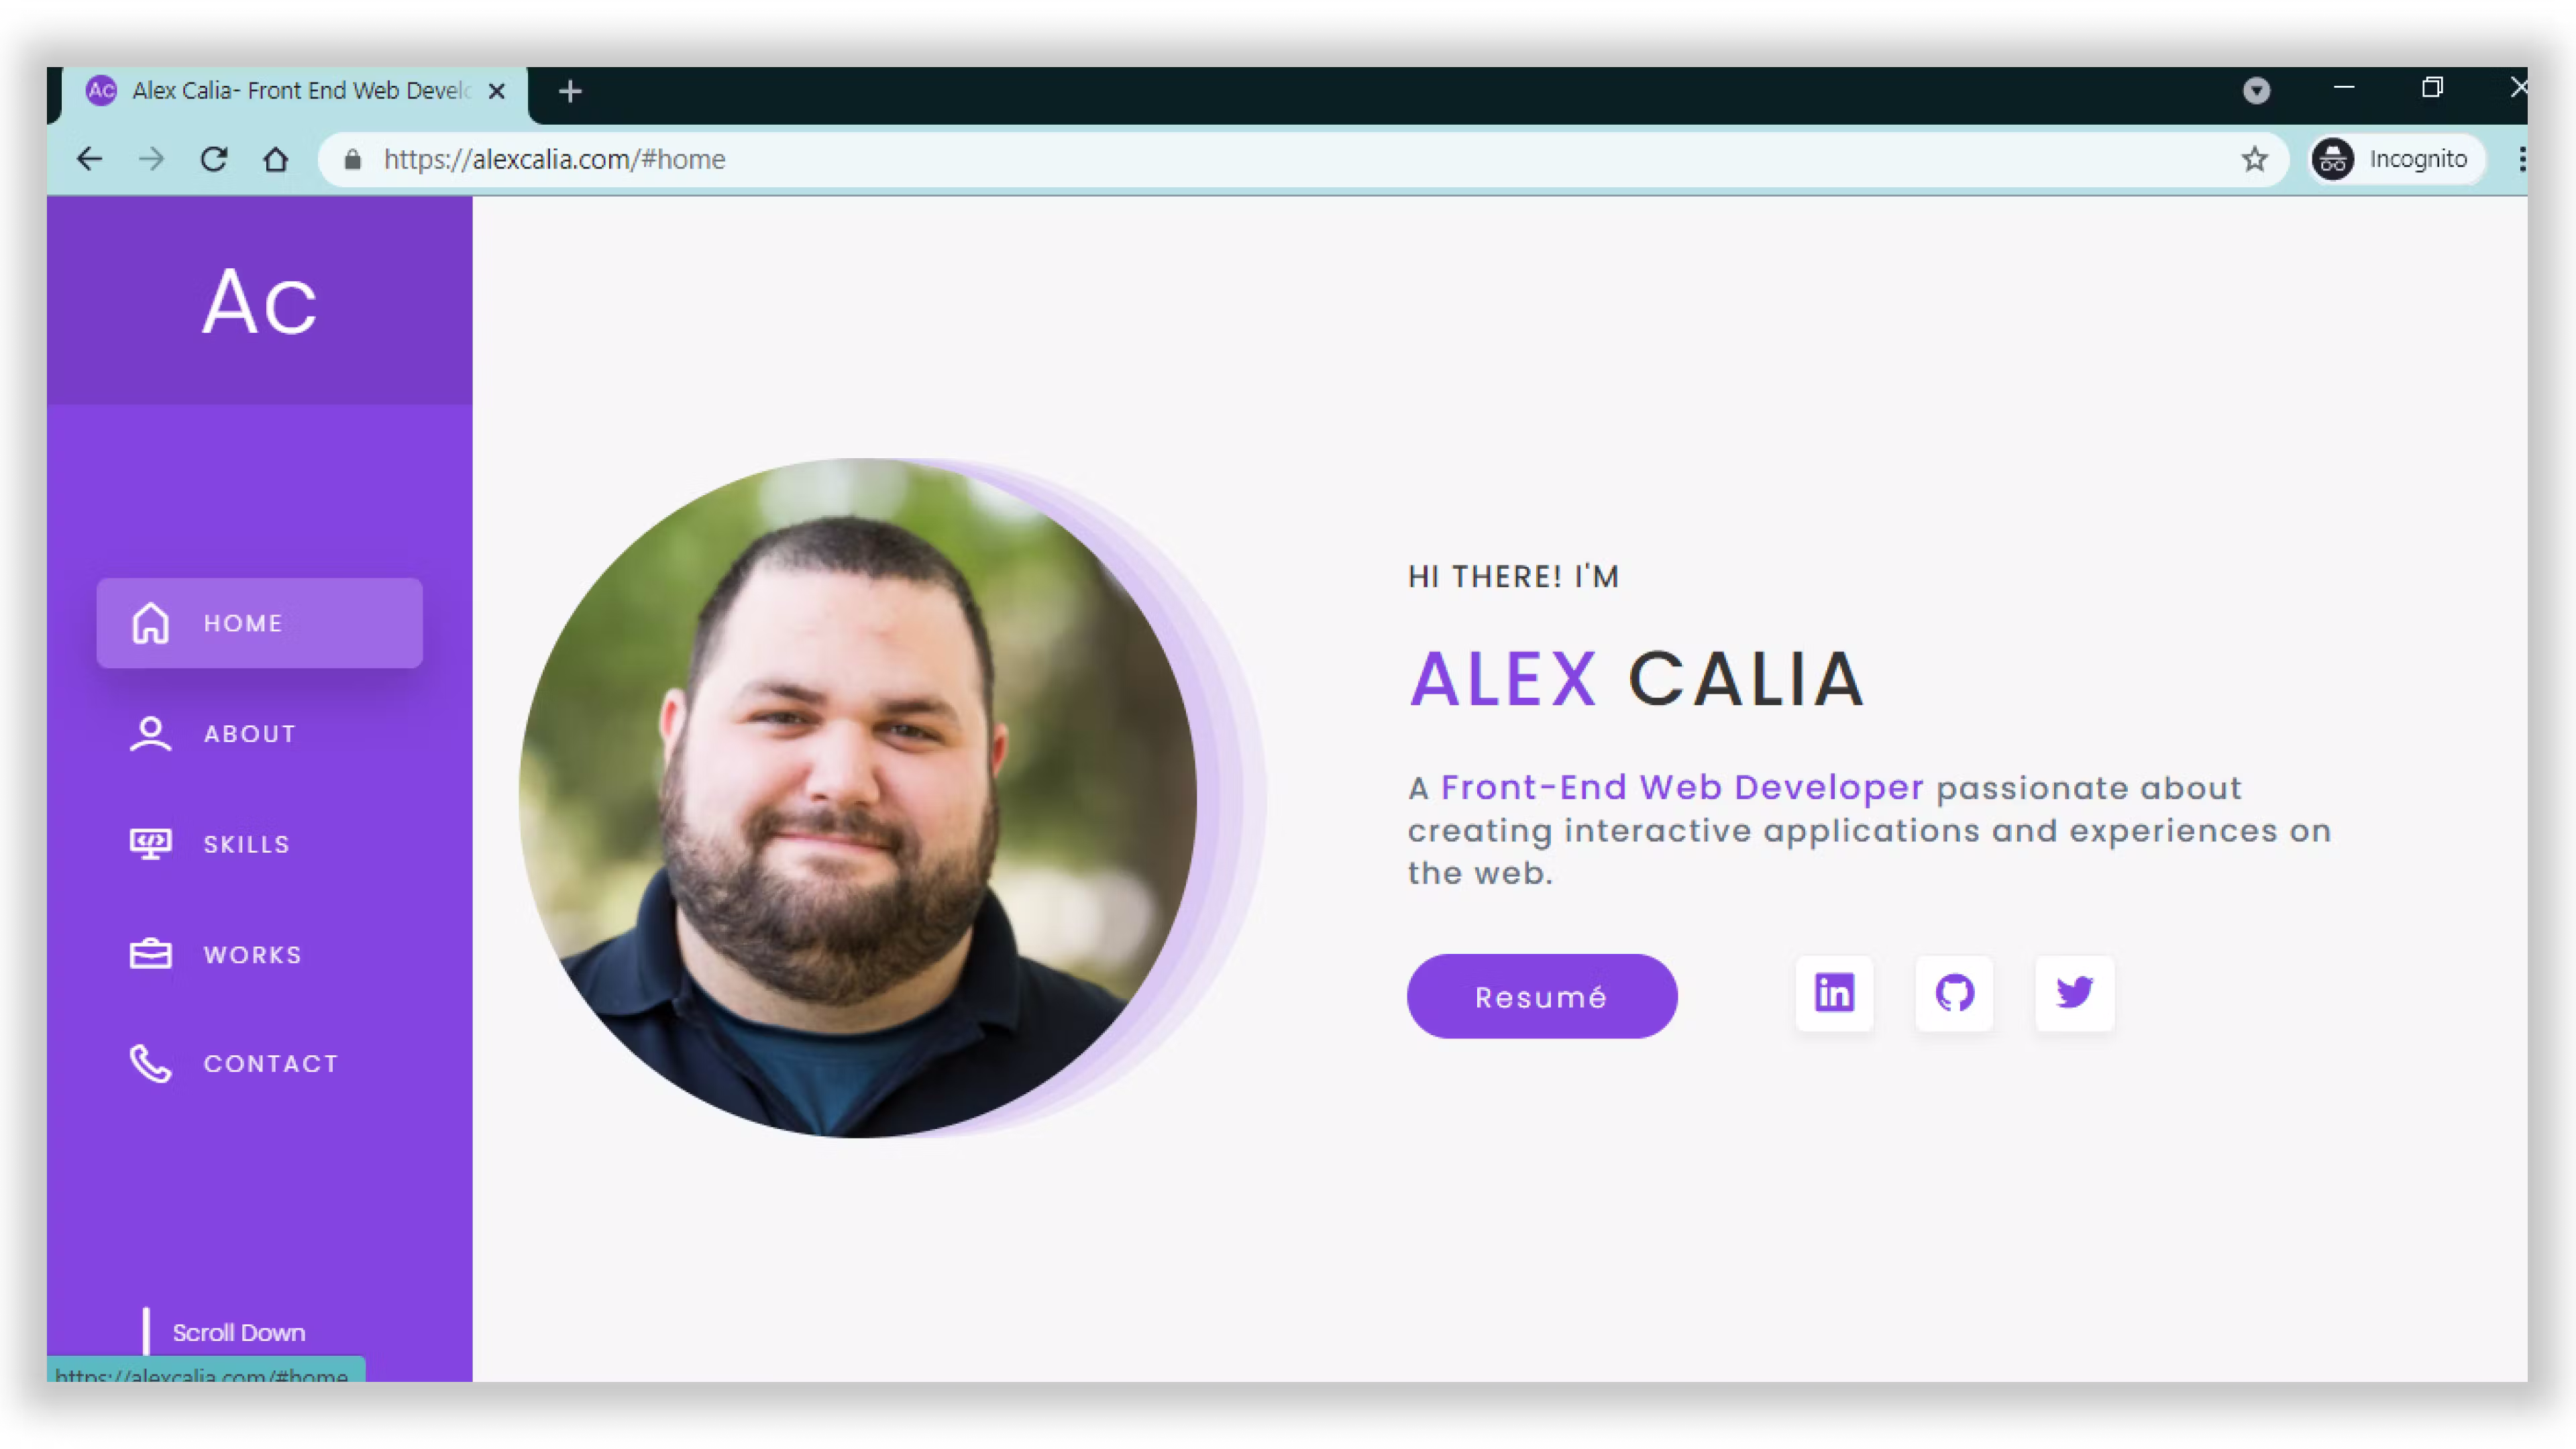 Ac Alex Calia- Front End Web Develo
https://alexcalia.com/#home
Incognito
Ac
HOME
ABOUT
SKILLS
WORKS
CONTACT
Scroll Down
https://alexcalia.com/#home
HI THERE! I'M
ALEX CALIA
A Front-End Web Developer passionate about
creating interactive applications and experiences on
the web.
Resumé
in